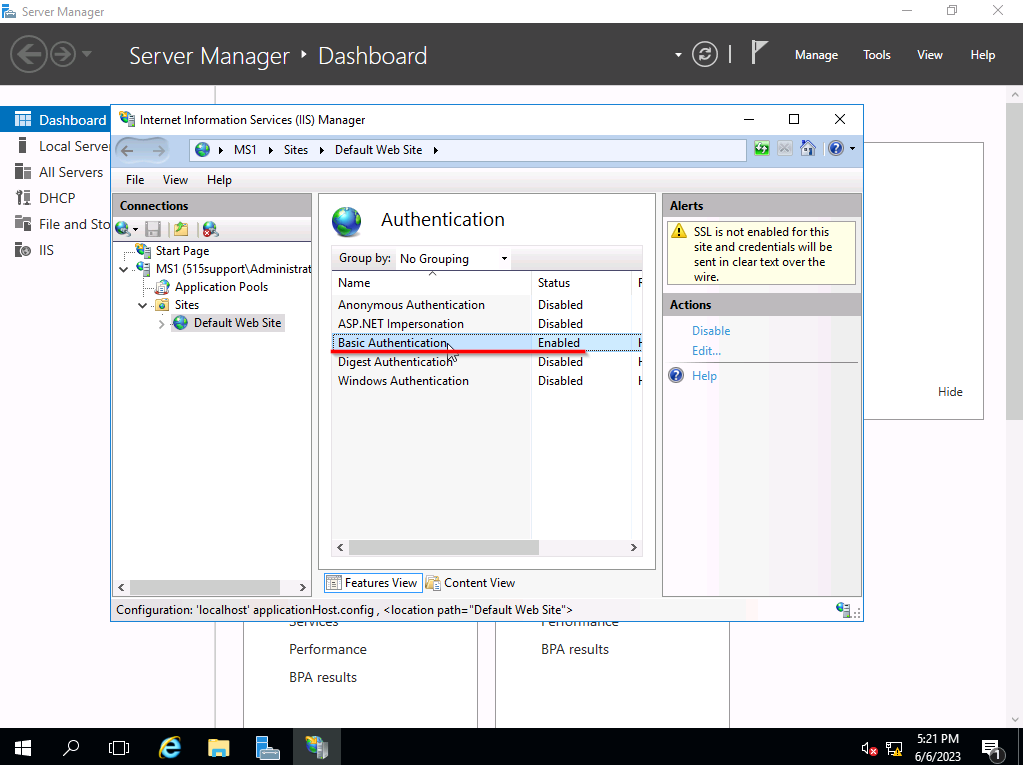 Server Manager
Server Manager ‣ Dashboard
Manage Tools View Help
Dashboard
Local Server
All Servers
DHCP
File and Sto
IIS
Internet Information Services (IIS) Manager
MS1 Sites Default Web Site
File View Help
Connections
Start Page
MS1 (515support\Administrat
Application Pools
Sites
Default Web Site
Authentication
Group by: No Grouping
Name Status
Anonymous Authentication Disabled
ASP.NET Impersonation Disabled
Basic Authentication Enabled
Digest Authentication Disabled
Windows Authentication Disabled
Features View Content View
Alerts
SSL is not enabled for this
site and credentials will be
sent in clear text over the
wire.
Actions
Disable
Edit...
Help
Configuration: 'localhost' applicationHost.config , <location path="Default Web Site">
Hide
Services
Performance
BPA results
Performance
BPA results
5:21 PM
6/6/2023
1